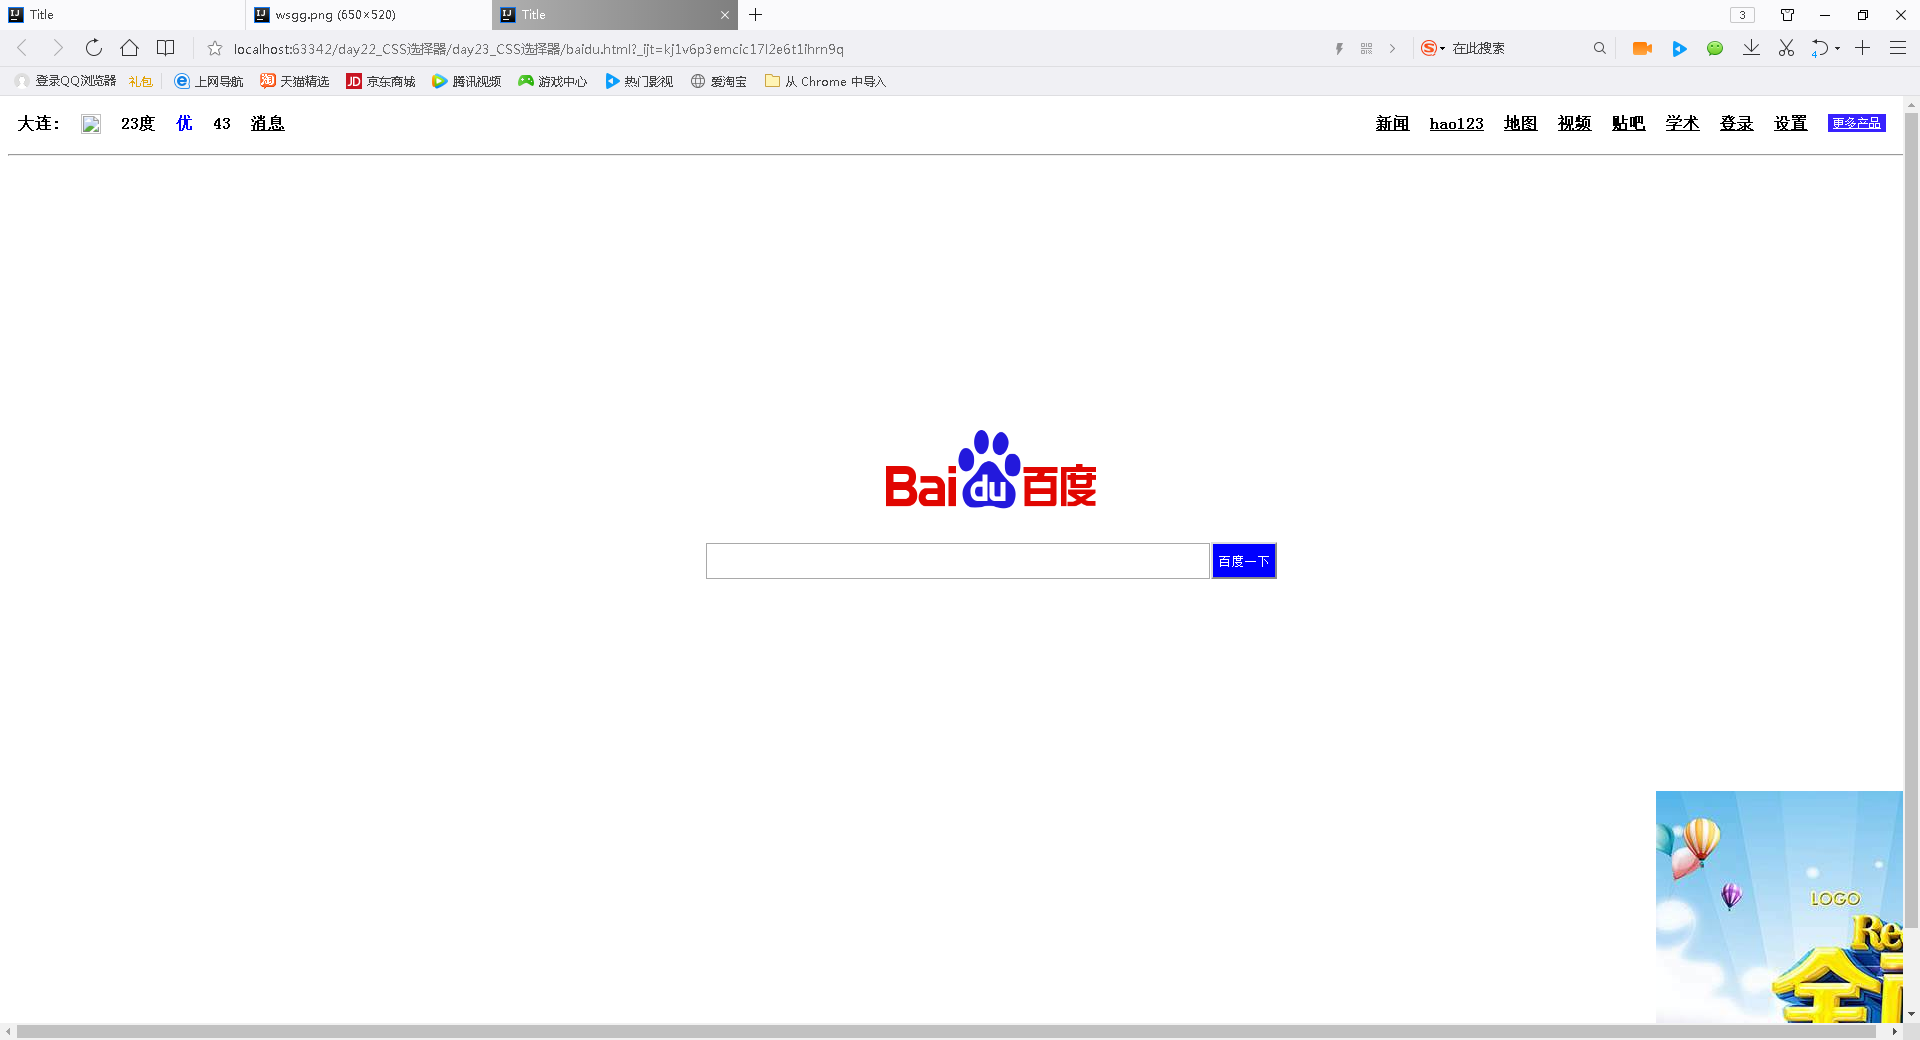 Title
wsgg.png (650×520)
Title
3
localhost:63342/day22_CSS选择器/day23_CSS选择器/baidu.html?_ijt=kj1v6p3emcic17l2e6t1ihrn9q
在此搜索
4
登录QQ浏览器 礼包 上网导航 天猫精选 京东商城 腾讯视频 游戏中心 热门影视 爱淘宝 从 Chrome 中导入
大连： 23度 优 43 消息
新闻 hao123 地图 视频 贴吧 学术 登录 设置 更多产品
Bai du 百度
百度一下
LOGO